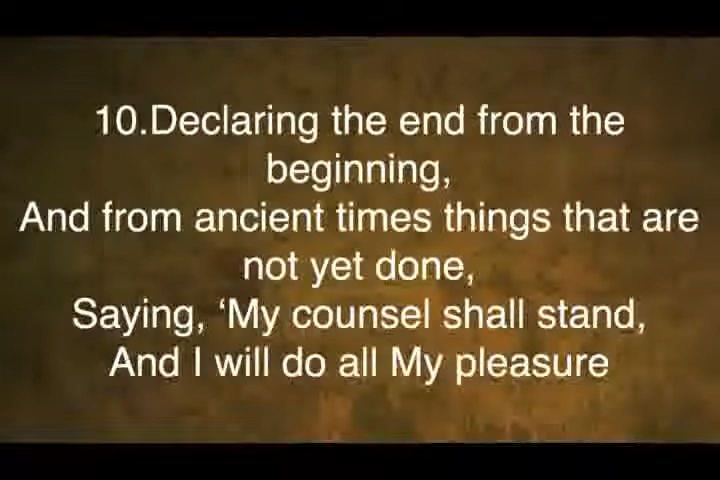 10.Declaring the end from the
beginning,
And from ancient times things that are
not yet done,
Saying, ‘My counsel shall stand,
And I will do all My pleasure